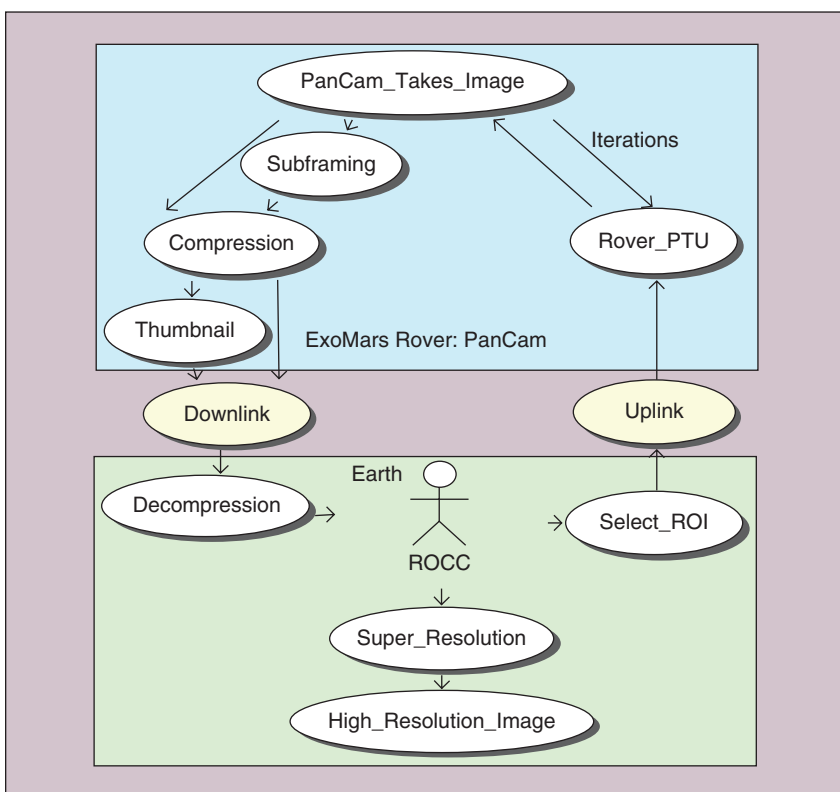 PanCam_Takes_Image
Iterations
Subframing
Compression
Rover_PTU
Thumbnail
ExoMars Rover: PanCam
Downlink
Uplink
Earth
Decompression
Select_ROI
ROCC
Super_Resolution
High_Resolution_Image